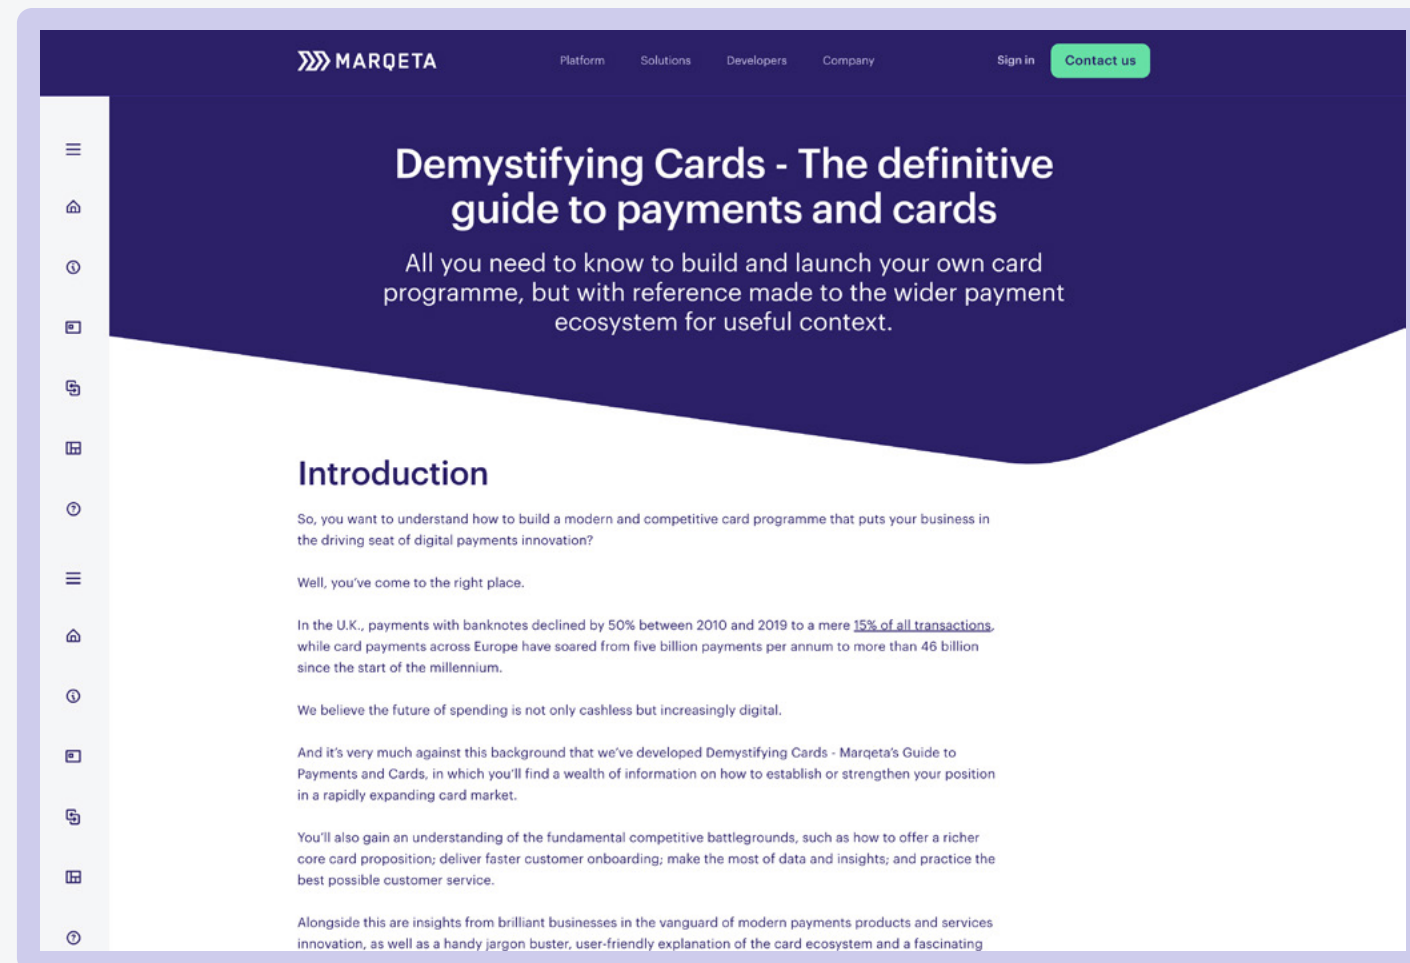 MARQETA
Platform Solutions Developers Company Sign in Contact us
Demystifying Cards - The definitive
guide to payments and cards
All you need to know to build and launch your own card
programme, but with reference made to the wider payment
ecosystem for useful context.
Introduction
So, you want to understand how to build a modern and competitive card programme that puts your business in
the driving seat of digital payments innovation?
Well, you've come to the right place.
In the U.K., payments with banknotes declined by 50% between 2010 and 2019 to a mere 15% of all transactions,
while card payments across Europe have soared from five billion payments per annum to more than 46 billion
since the start of the millennium.
We believe the future of spending is not only cashless but increasingly digital.
And it's very much against this background that we've developed Demystifying Cards - Marqeta's Guide to
Payments and Cards, in which you'll find a wealth of information on how to establish or strengthen your position
in a rapidly expanding card market.
You'll also gain an understanding of the fundamental competitive battlegrounds, such as how to offer a richer
core card proposition; deliver faster customer onboarding; make the most of data and insights; and practice the
best possible customer service.
Alongside this are insights from brilliant businesses in the vanguard of modern payments products and services
innovation, as well as a handy jargon buster, user-friendly explanation of the card ecosystem and a fascinating